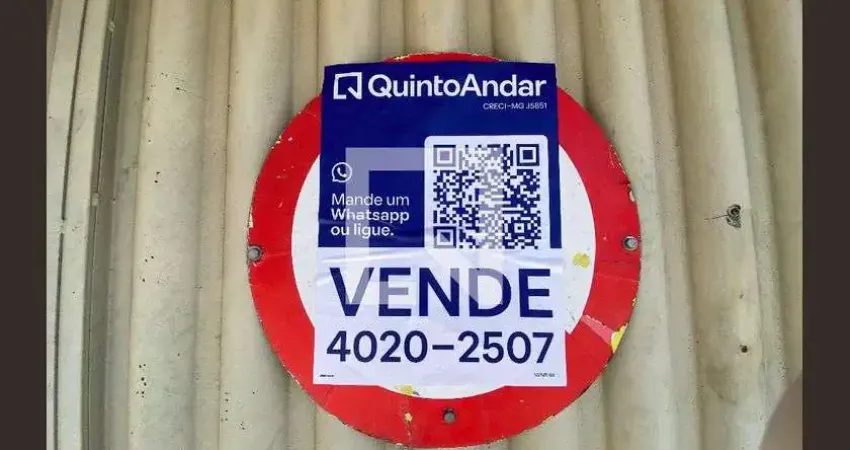 QuintoAndar
CRECI-MG J5851
Mande um
Whatsapp
ou ligue.
VENDE
4020-2507